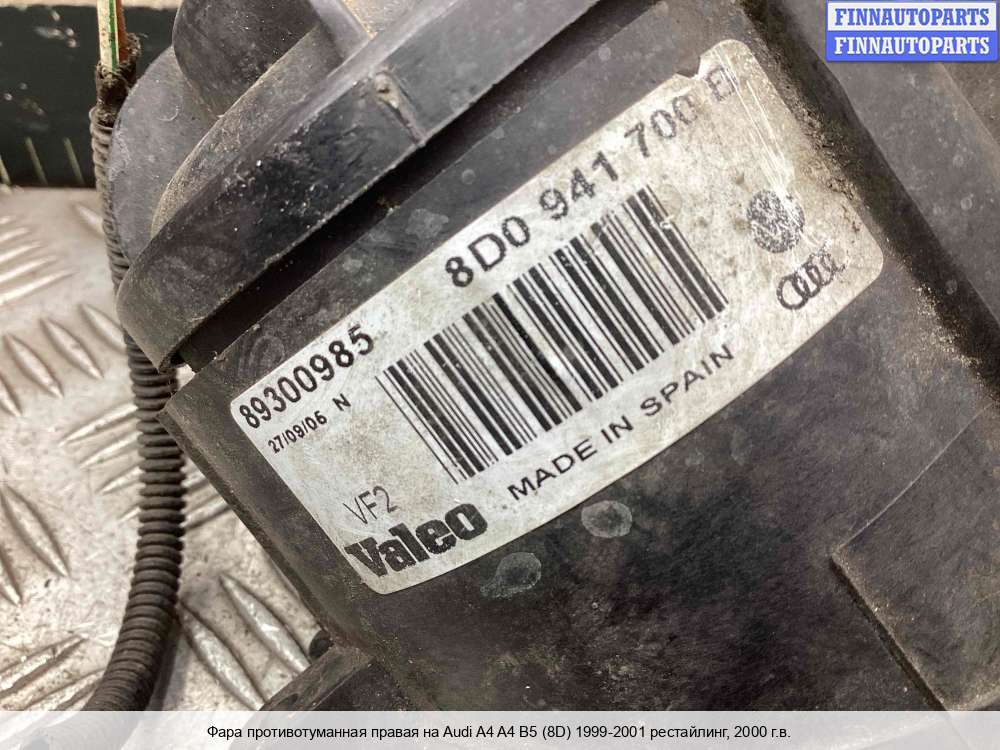 FINNAUTOPARTS
FINNAUTOPARTS
8D0 941 700 E
89300985
27/09/06 N
VF2
Valeo
MADE IN SPAIN
Фара противотуманная правая на Audi A4 A4 B5 (8D) 1999-2001 рестайлинг, 2000 г.в.